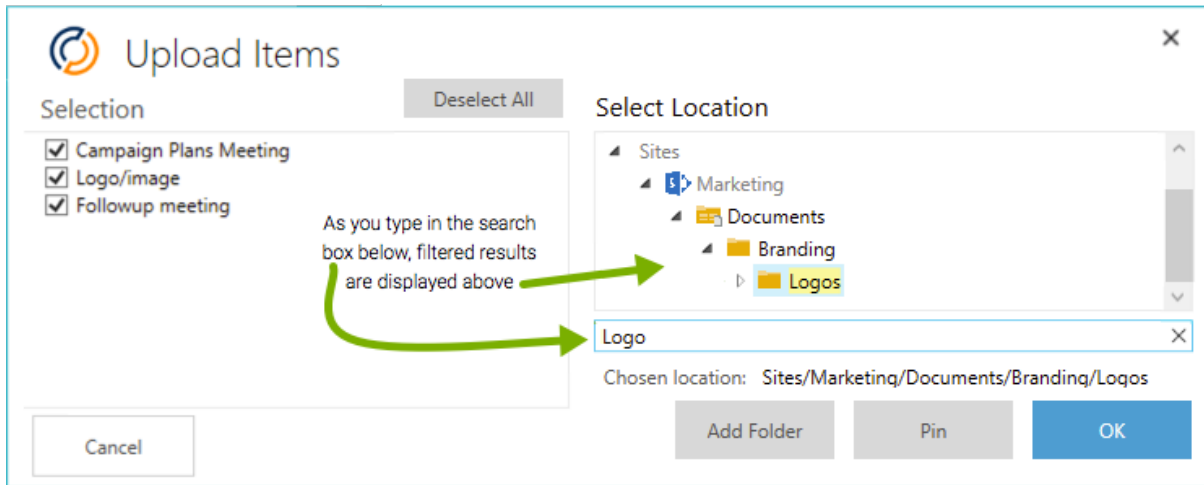 Upload Items
Selection
Deselect All
Campaign Plans Meeting
Logo/image
Followup meeting
As you type in the search
box below, filtered results
are displayed above
Select Location
Sites
Marketing
Documents
Branding
Logos
Logo
Chosen location: Sites/Marketing/Documents/Branding/Logos
Cancel
Add Folder
Pin
OK